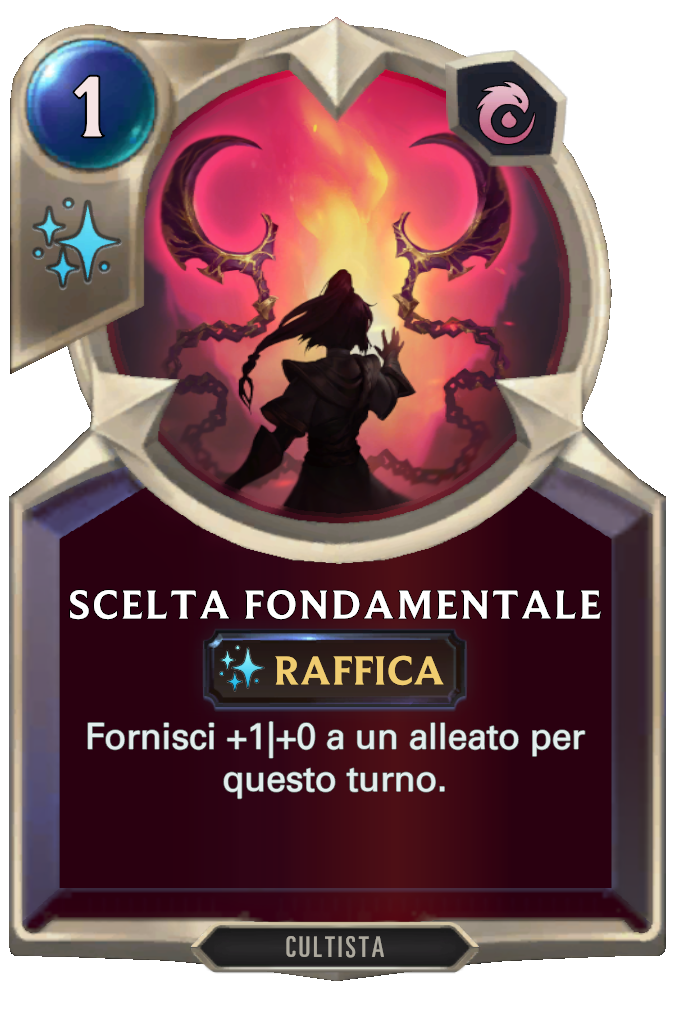 1
SCELTA FONDAMENTALE
RAFFICA
Fornisci +1|+0 a un alleato per
questo turno.
CULTISTA